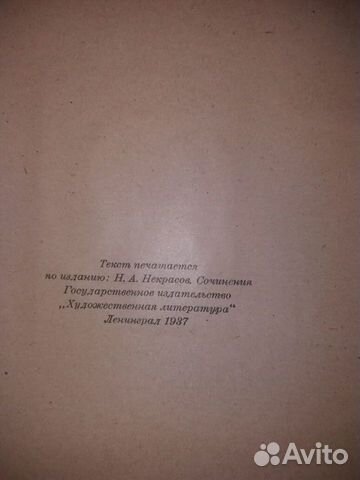 Текст печатается
по изданию: Н. А. Некрасов, Сочинения
Государственное издательство
„Художественная литература“
Ленинград 1937
Avito